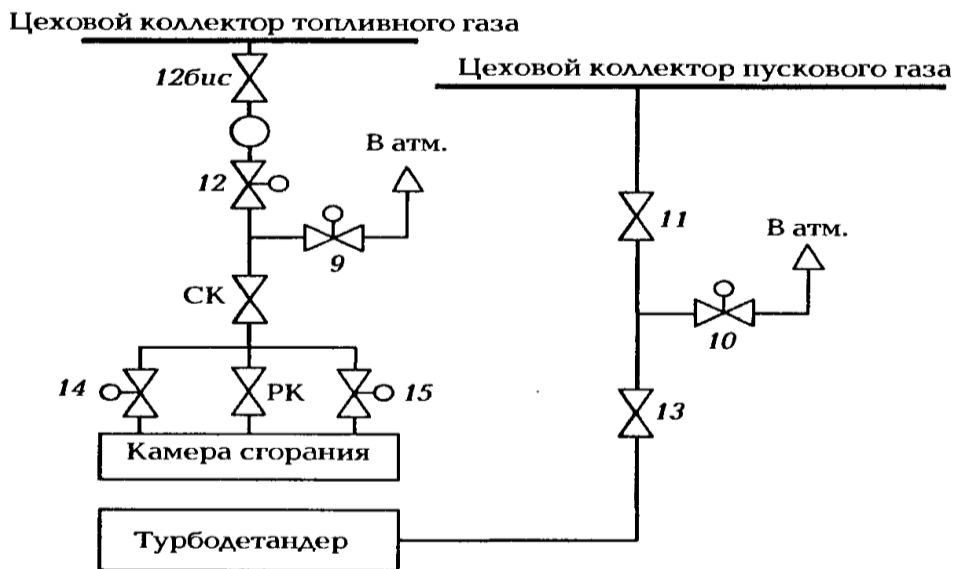 Цеховой коллектор топливного газа
12бис
Цеховой коллектор пускового газа
В атм.
12
11
9
В атм.
СК
10
14
РК
15
13
Камера сгорания
Турбодетандер